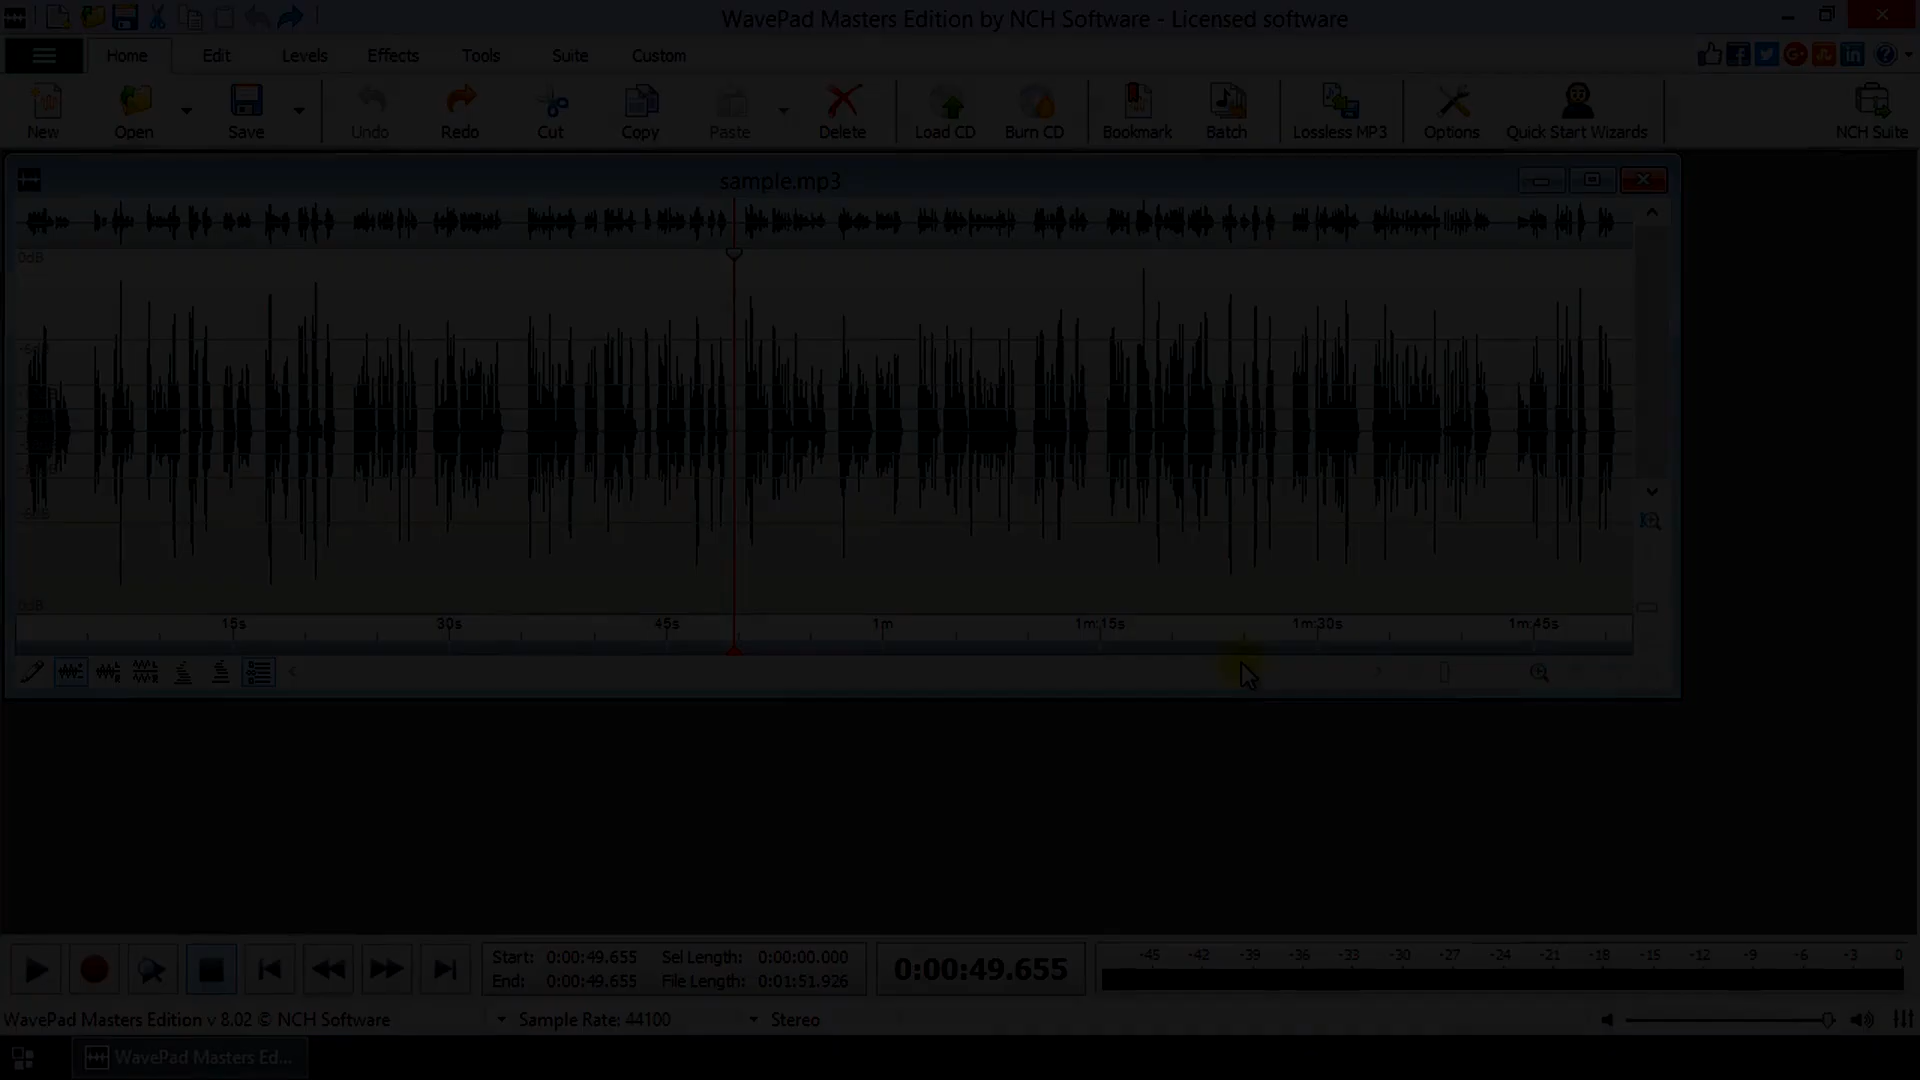 WavePad Masters Edition by NCH Software - Licensed software
Home Edit Levels Effects Tools Suite Custom
New Open Save Undo Redo Cut Copy Paste Delete Load CD Burn CD Bookmark Batch Lossless MP3 Options Quick Start Wizards NCH Suite
sample.mp3
0dB
-6dB
-6dB
0dB
15s 30s 45s 1m 1m:15s 1m:30s 1m:45s
Start: 0:00:49.655 Sel Length: 0:00:00.000
End: 0:00:49.655 File Length: 0:01:51.926
0:00:49.655
-45 -42 -39 -36 -33 -30 -27 -24 -21 -18 -15 -12 -9 -6 -3 0
WavePad Masters Edition v 8.02 © NCH Software Sample Rate: 44100 Stereo
WavePad Masters Ed...